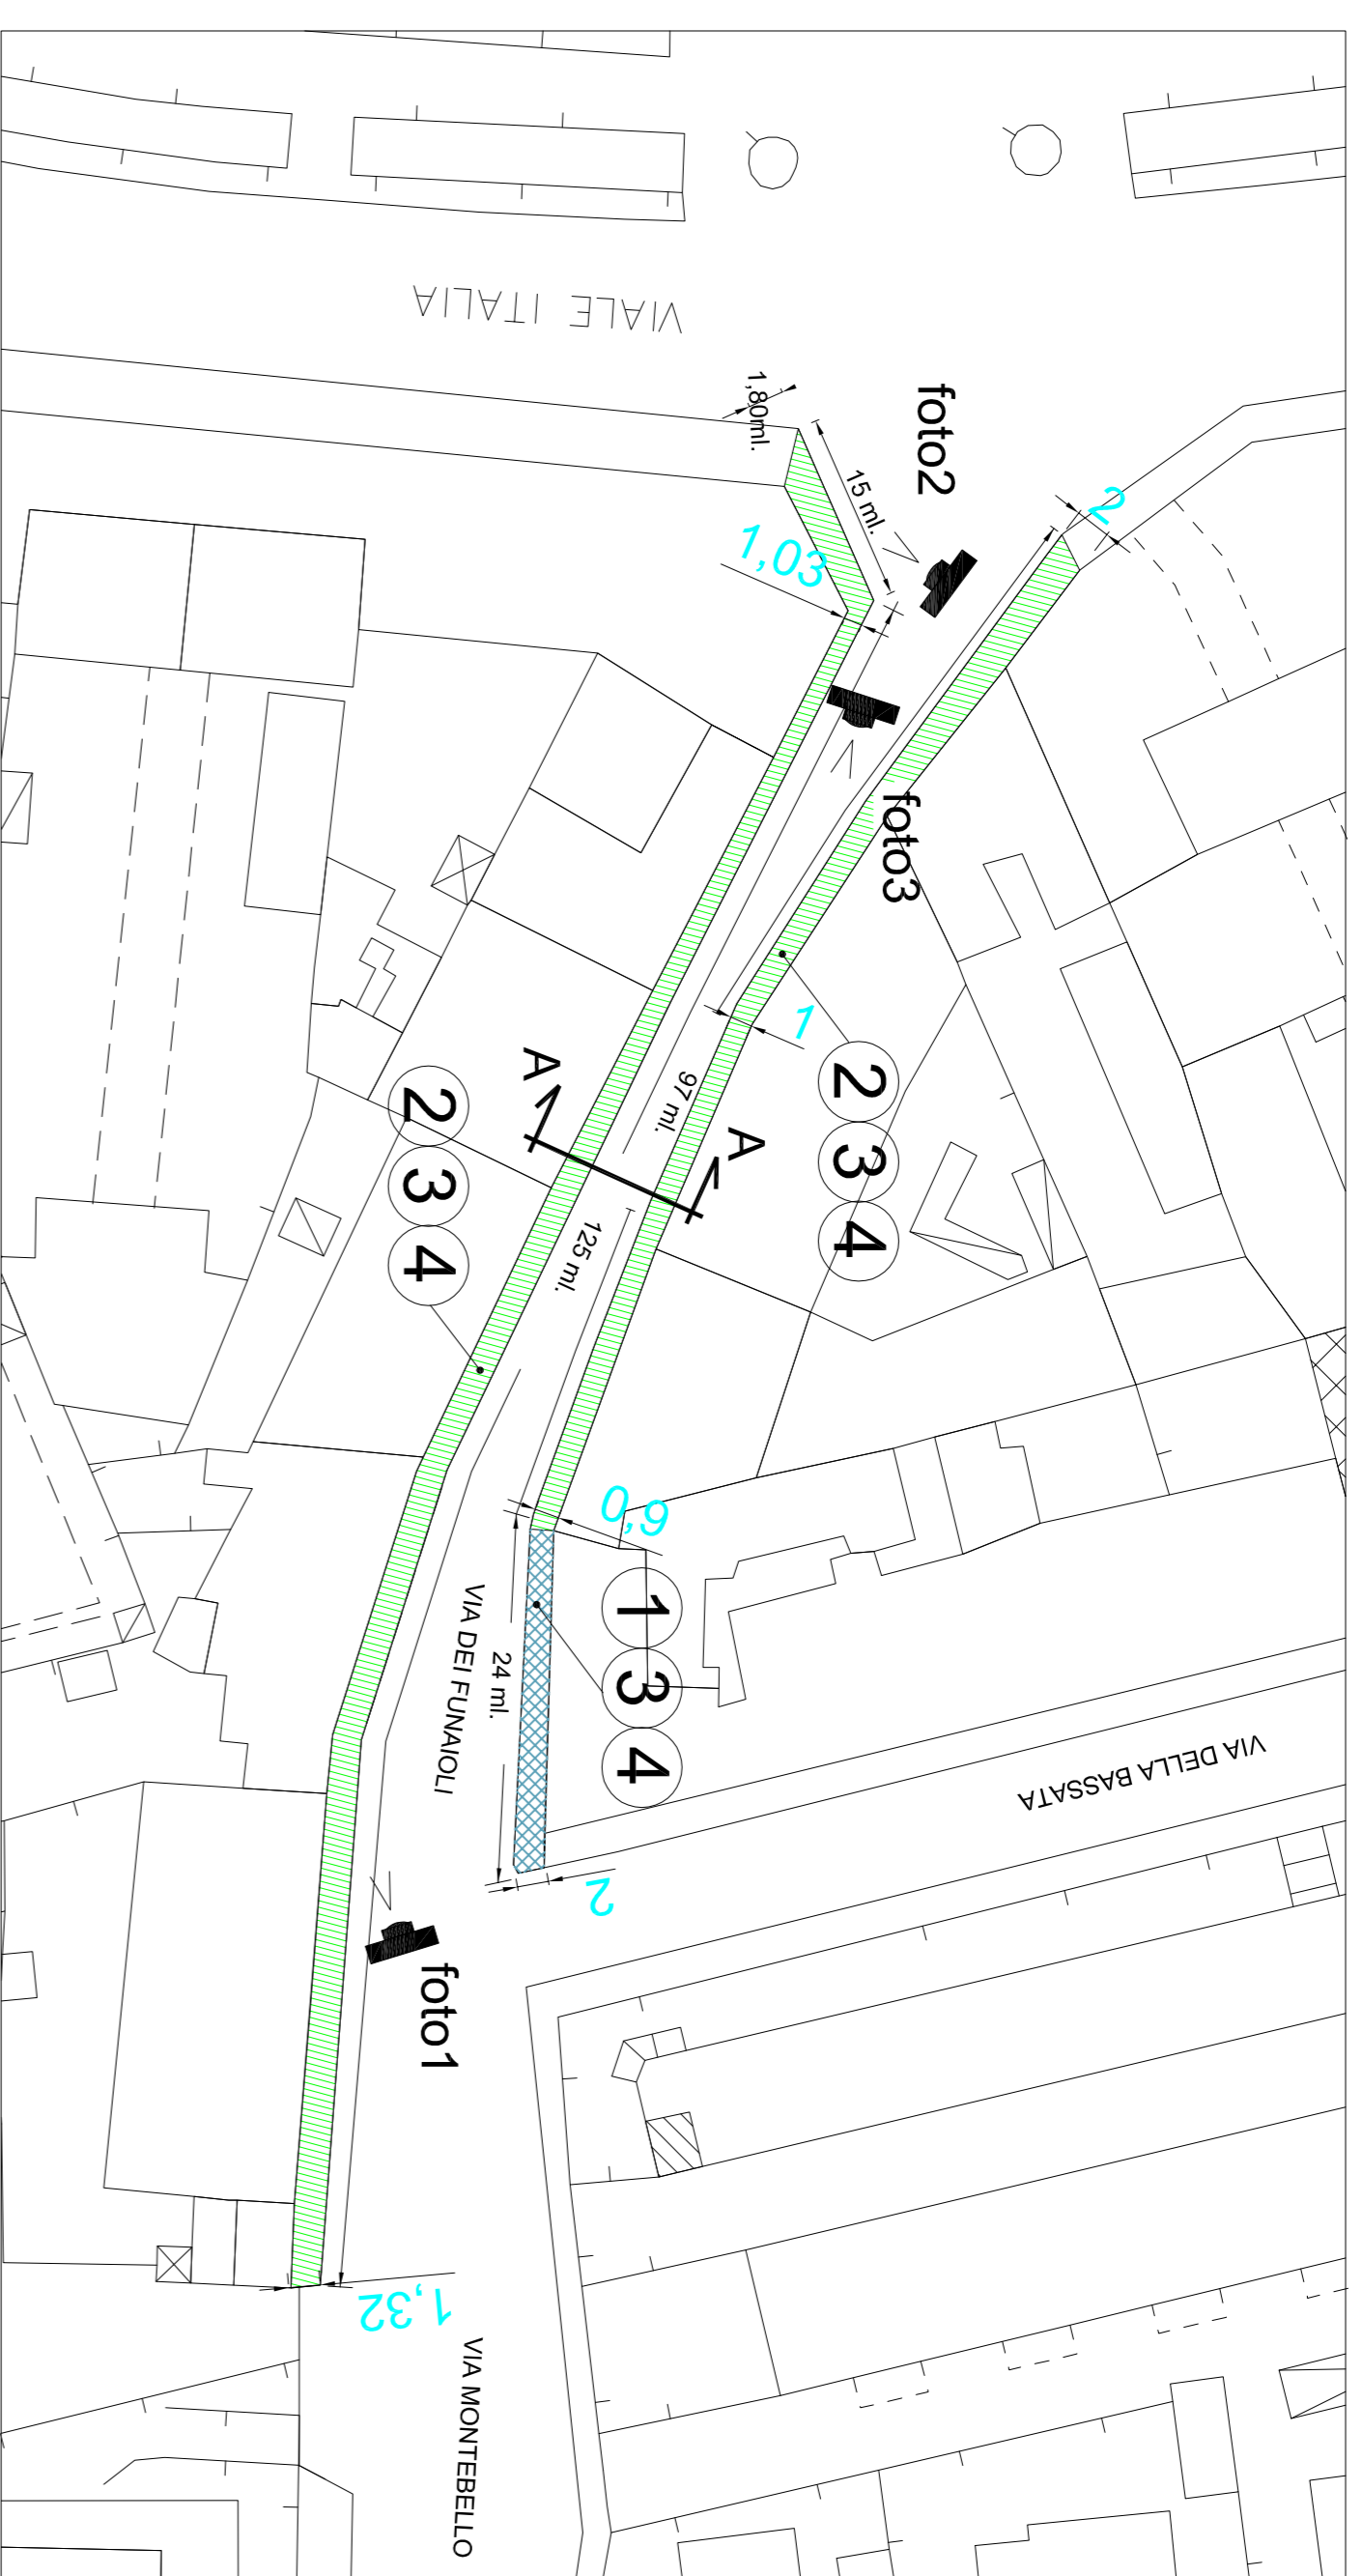 VIALE ITALIA
1,80ml.
15 ml.
foto2
2
1,03
foto3
1
97 ml.
2 3 4
A
A
2 3 4
125 ml.
0,9
1 3 4
VIA DEI FUNAIOLI
24 ml.
VIA DELLA BASSATA
2
foto1
1,32
VIA MONTEBELLO